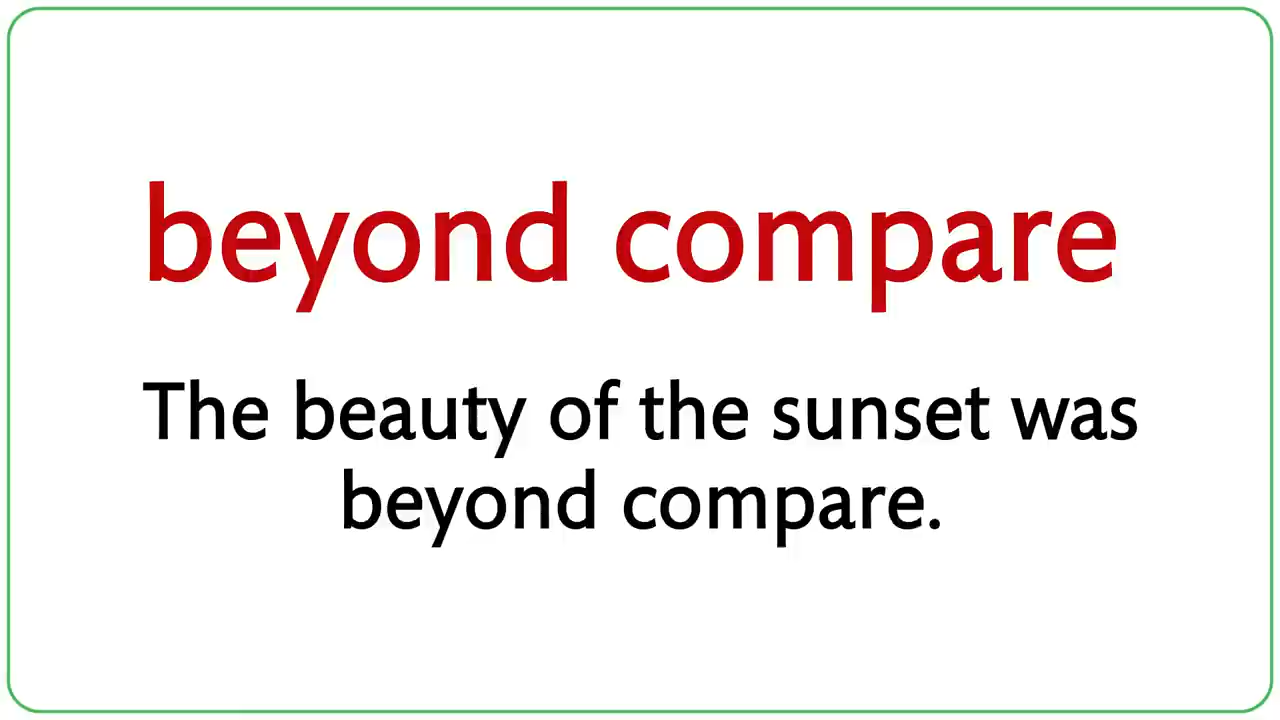 beyond compare
The beauty of the sunset was
beyond compare.